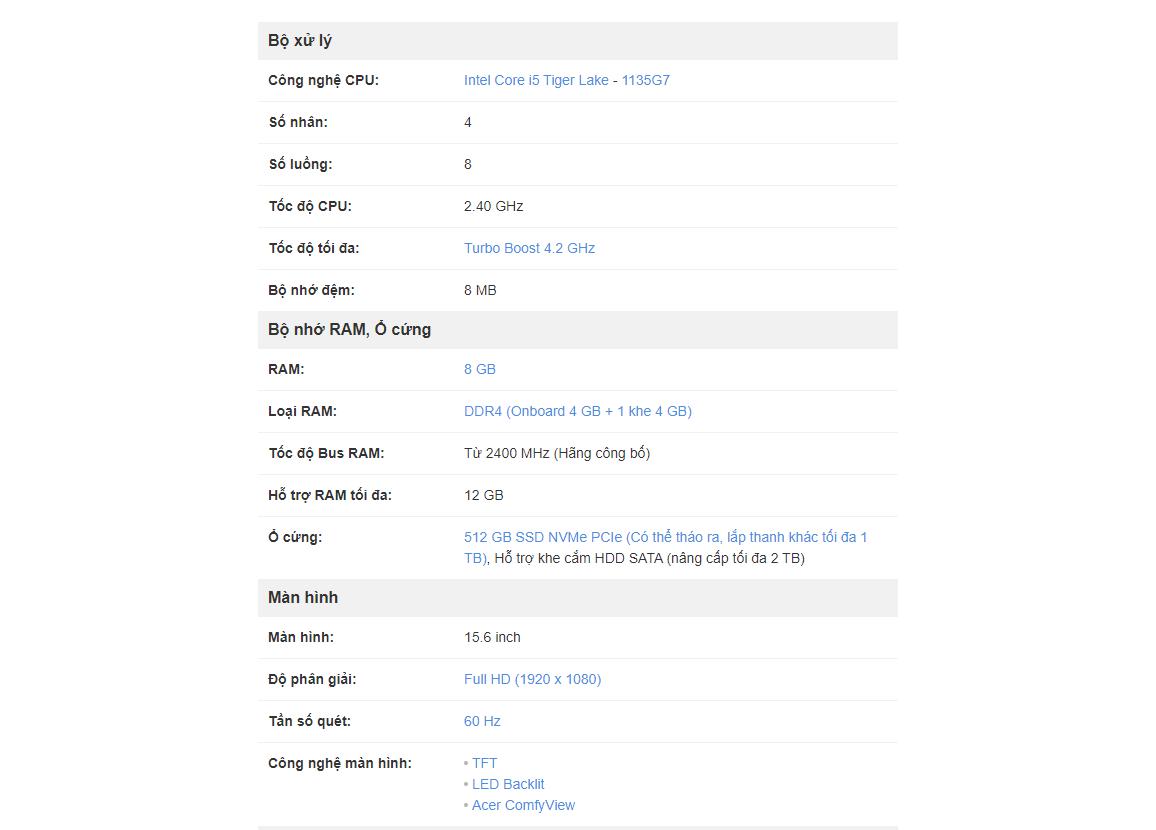 Bộ xử lý
Công nghệ CPU: Intel Core i5 Tiger Lake - 1135G7
Số nhân: 4
Số luồng: 8
Tốc độ CPU: 2.40 GHz
Tốc độ tối đa: Turbo Boost 4.2 GHz
Bộ nhớ đệm: 8 MB
Bộ nhớ RAM, Ổ cứng
RAM: 8 GB
Loại RAM: DDR4 (Onboard 4 GB + 1 khe 4 GB)
Tốc độ Bus RAM: Từ 2400 MHz (Hãng công bố)
Hỗ trợ RAM tối đa: 12 GB
Ổ cứng: 512 GB SSD NVMe PCIe (Có thể tháo ra, lắp thanh khác tối đa 1
TB), Hỗ trợ khe cắm HDD SATA (nâng cấp tối đa 2 TB)
Màn hình
Màn hình: 15.6 inch
Độ phân giải: Full HD (1920 x 1080)
Tần số quét: 60 Hz
Công nghệ màn hình: • TFT
• LED Backlit
• Acer ComfyView